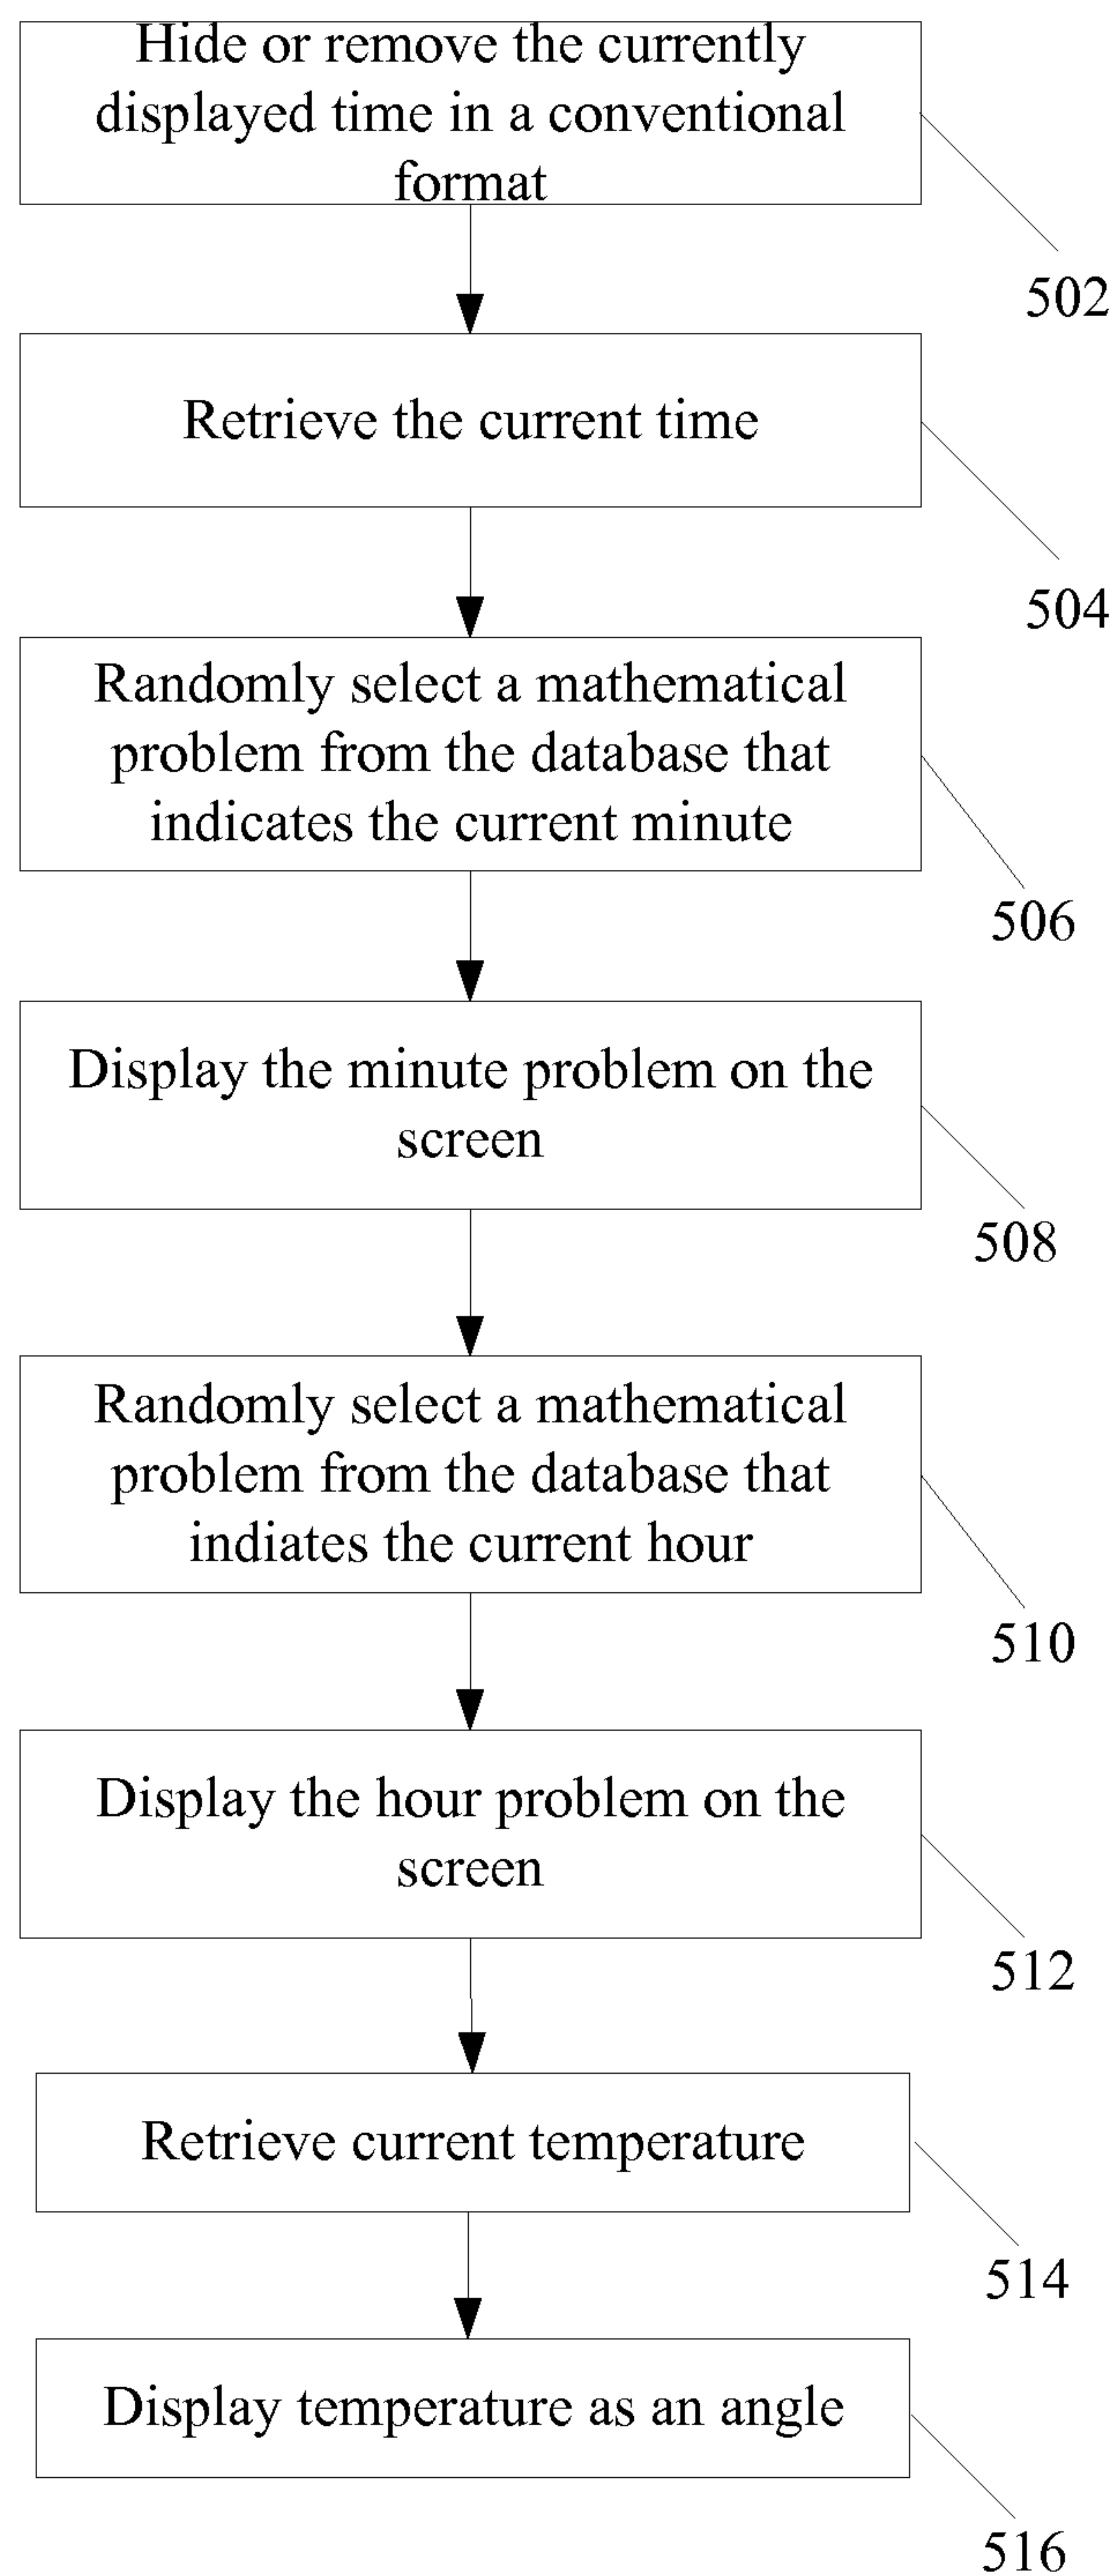 Hide or remove the currently
displayed time in a conventional
format
502
Retrieve the current time
504
Randomly select a mathematical
problem from the database that
indicates the current minute
506
Display the minute problem on the
screen
508
Randomly select a mathematical
problem from the database that
indiates the current hour
510
Display the hour problem on the
screen
512
Retrieve current temperature
514
Display temperature as an angle
516